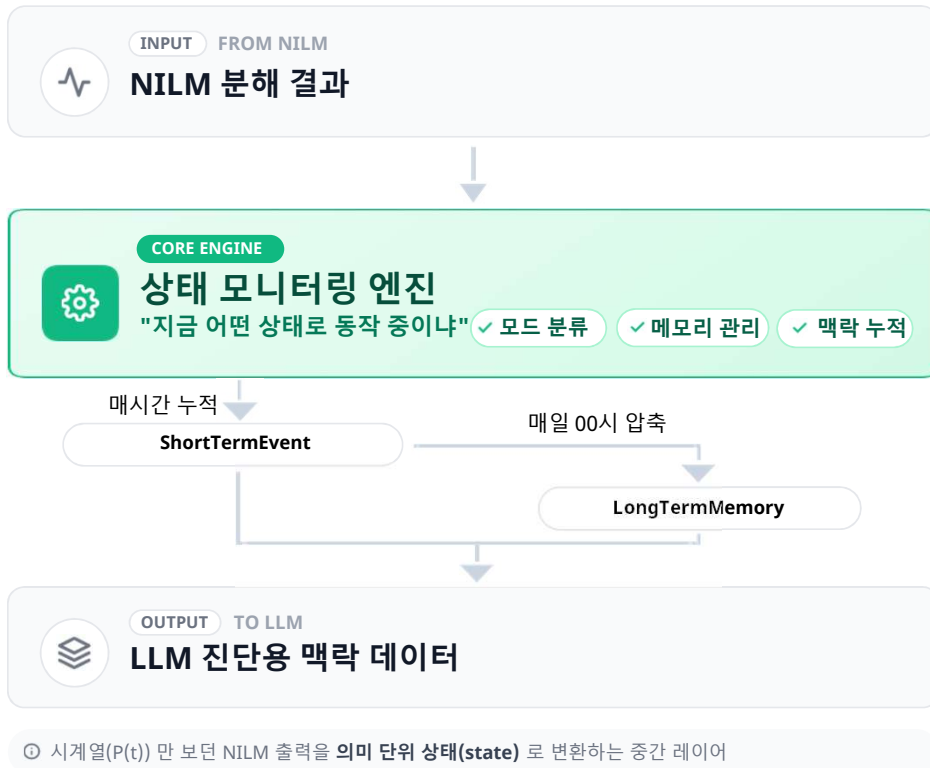 INPUT FROM NILM
NILM 분해 결과
CORE ENGINE
상태 모니터링 엔진
"지금 어떤 상태로 동작 중이냐" 모드 분류 메모리 관리 맥락 누적
매시간 누적
매일 00시 압축
ShortTermEvent
LongTermMemory
OUTPUT TO LLM
LLM 진단용 맥락 데이터
시계열(P(t)) 만 보던 NILM 출력을 의미 단위 상태(state) 로 변환하는 중간 레이어